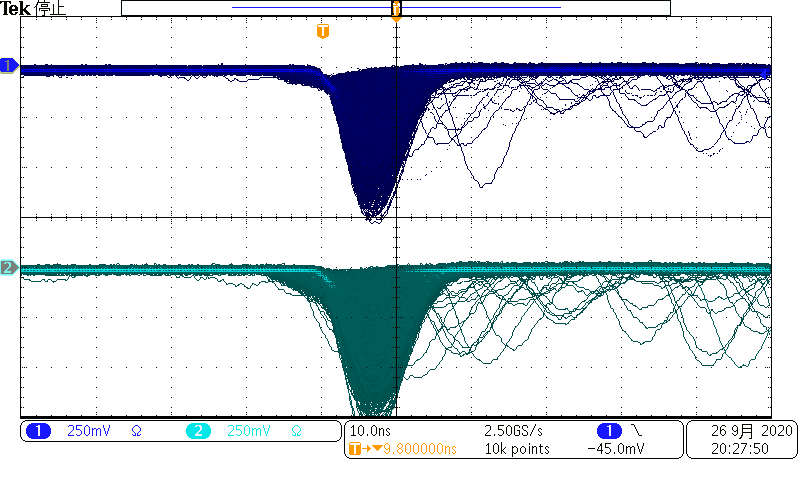 Tek 停止
T
T
1
2
1 250mV Ω 2 250mV Ω
10.0ns 2.50GS/s 1 -45.0mV
T→▼9.800000ns 10k points
26 9月 2020
20:27:50